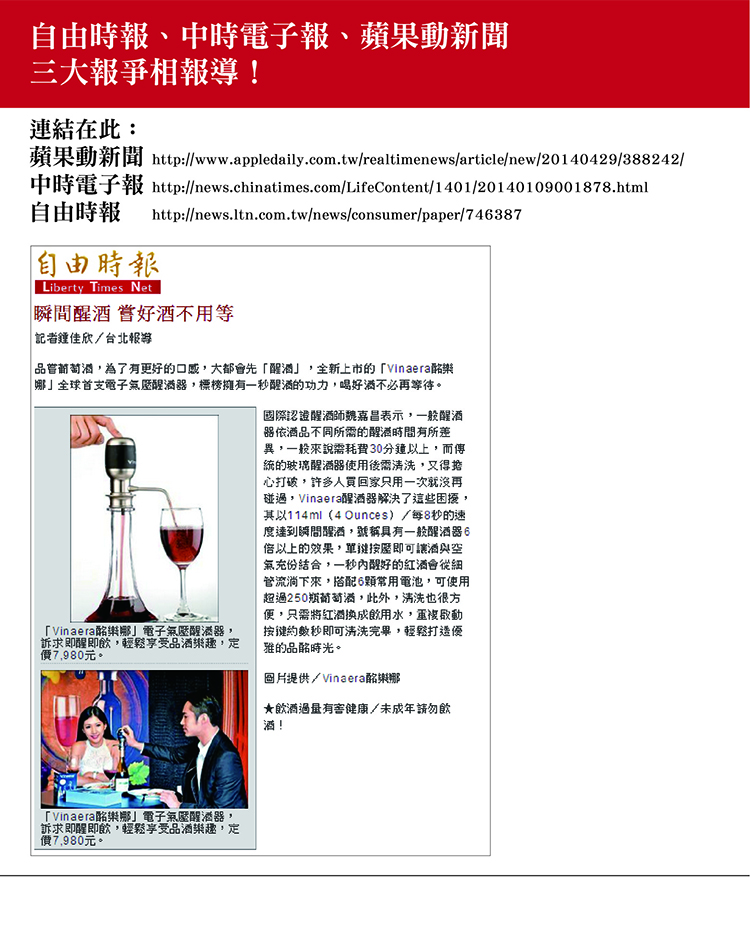 自由時報、中時電子報、蘋果動新聞
三大報爭相報導！
連結在此：
蘋果動新聞 http://www.appledaily.com.tw/realtimenews/article/new/20140429/388242/
中時電子報 http://news.chinatimes.com/LifeContent/1401/20140109001878.html
自由時報 http://news.ltn.com.tw/news/consumer/paper/746387
自由時報
Liberty Times Net
瞬間醒酒 嘗好酒不用等
記者鍾佳欣／台北報導
品嘗葡萄酒，為了有更好的口感，大都會先「醒酒」，全新上市的「Vinaera酩樂
娜」全球首支電子氣壓醒酒器，標榜擁有一秒醒酒的功力，喝好酒不必再等待。
國際認證醒酒師魏嘉昌表示，一般醒酒
器依酒品不同所需的醒酒時間有所差
異，一般來說需耗費30分鐘以上，而傳
統的玻璃醒酒器使用後需清洗，又得擔
心打破，許多人買回家只用一次就沒再
碰過，Vinaera醒酒器解決了這些困擾，
其以114ml（4 Ounces）／每8秒的速
度達到瞬間醒酒，號稱具有一般醒酒器6
倍以上的效果，單鍵按壓即可讓酒與空
氣充份結合，一秒內醒好的紅酒會從細
管流淌下來，搭配6顆常用電池，可使用
超過250瓶葡萄酒，此外，清洗也很方
便，只需將紅酒換成飲用水，重複啟動
按鍵約數秒即可清洗完畢，輕鬆打造優
雅的品酩時光。
圖片提供／Vinaera酩樂娜
★飲酒過量有害健康／未成年請勿飲
酒！
「Vinaera酩樂娜」電子氣壓醒酒器，
訴求即醒即飲，輕鬆享受品酒樂趣，定
價7,980元。
「Vinaera酩樂娜」電子氣壓醒酒器，
訴求即醒即飲，輕鬆享受品酒樂趣，定
價7,980元。